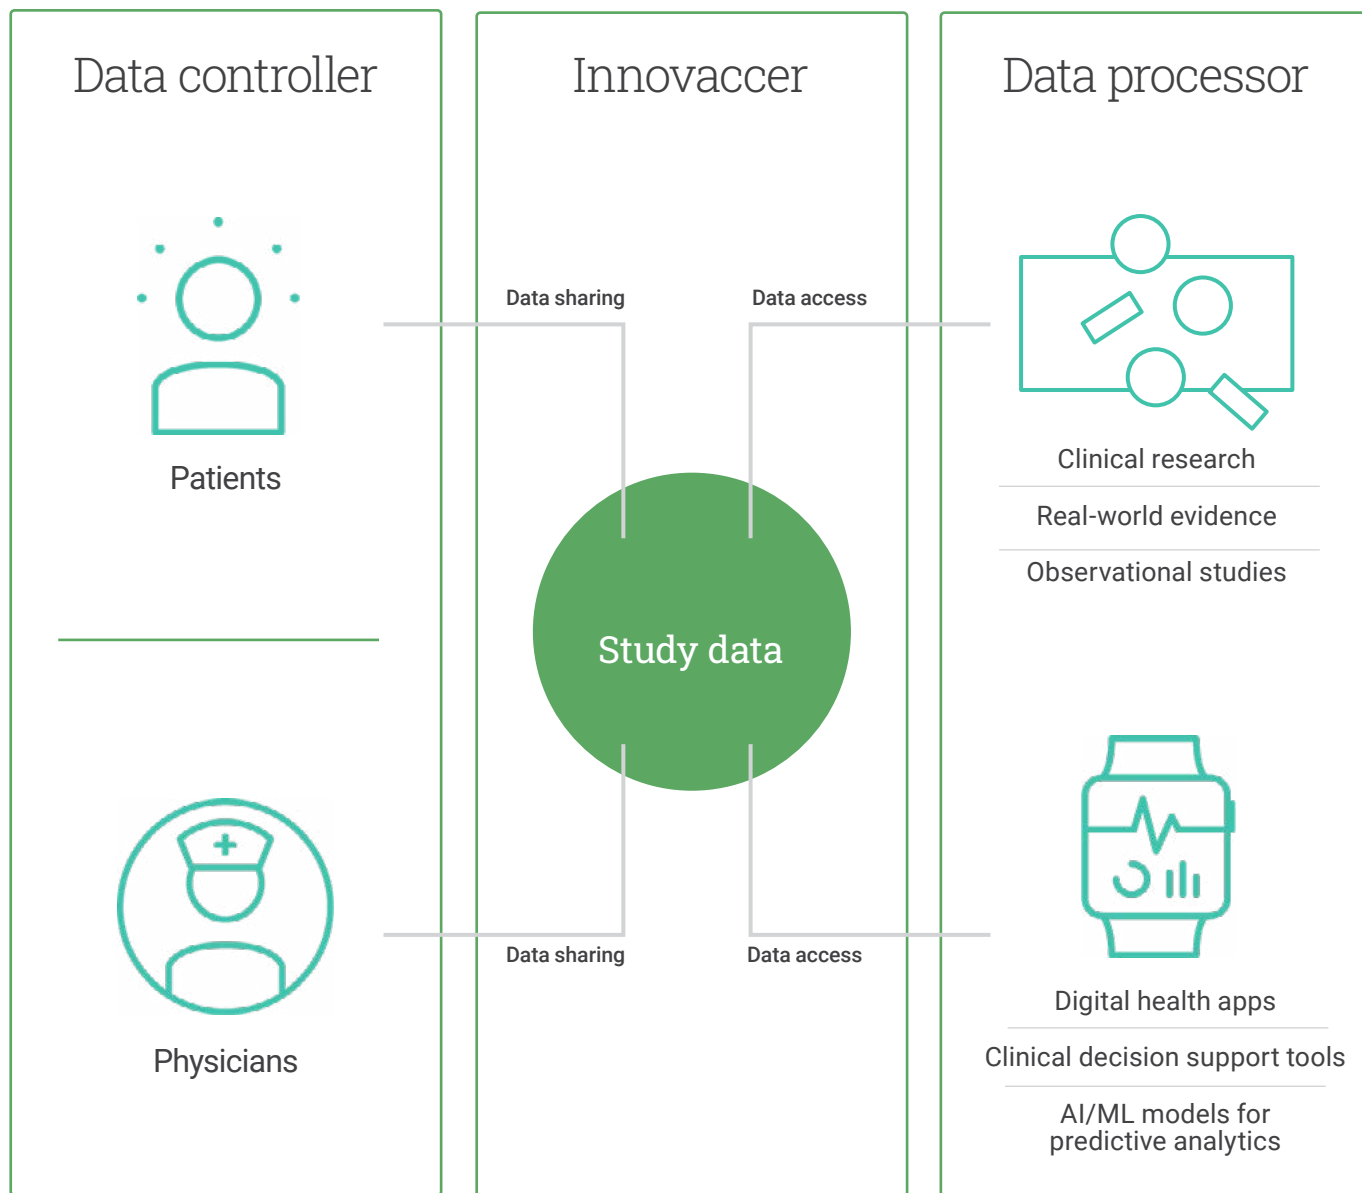 Data controller
Patients
Physicians
Innovaccer
Data sharing
Data access
Study data
Data sharing
Data access
Data processor
Clinical research
Real-world evidence
Observational studies
Digital health apps
Clinical decision support tools
AI/ML models for
predictive analytics